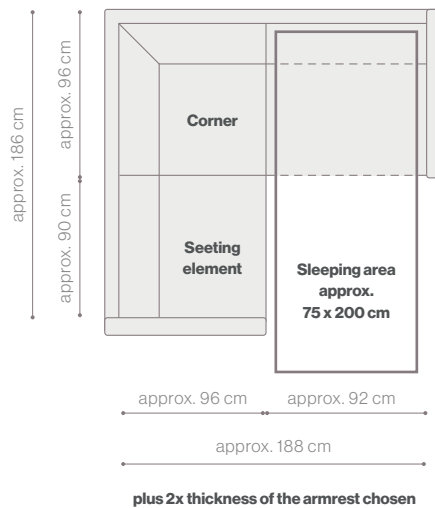 approx. 186 cm
approx. 96 cm
approx. 90 cm
Corner
Seeting
element
Sleeping area
approx.
75 x 200 cm
approx. 96 cm
approx. 92 cm
approx. 188 cm
plus 2x thickness of the armrest chosen